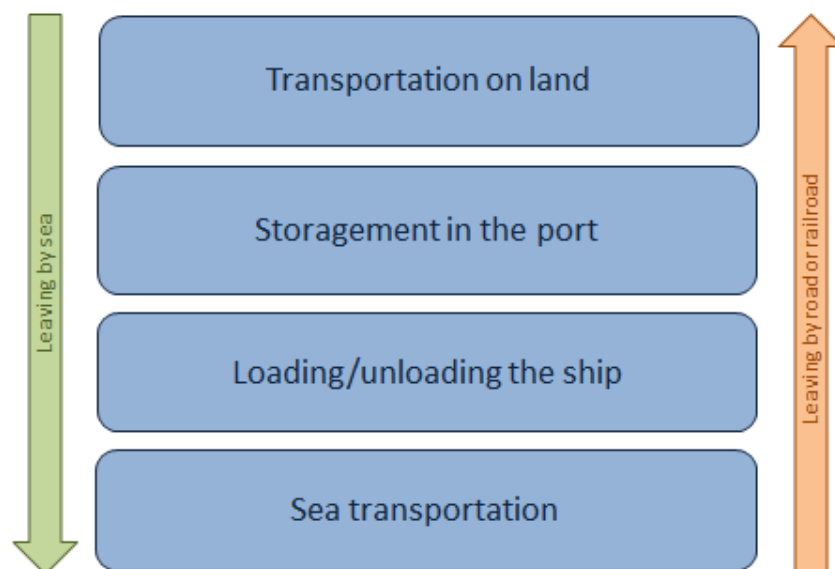 Transportation on land
Storagement in the port
Loading/unloading the ship
Sea transportation
Leaving by sea
Leaving by road or railroad